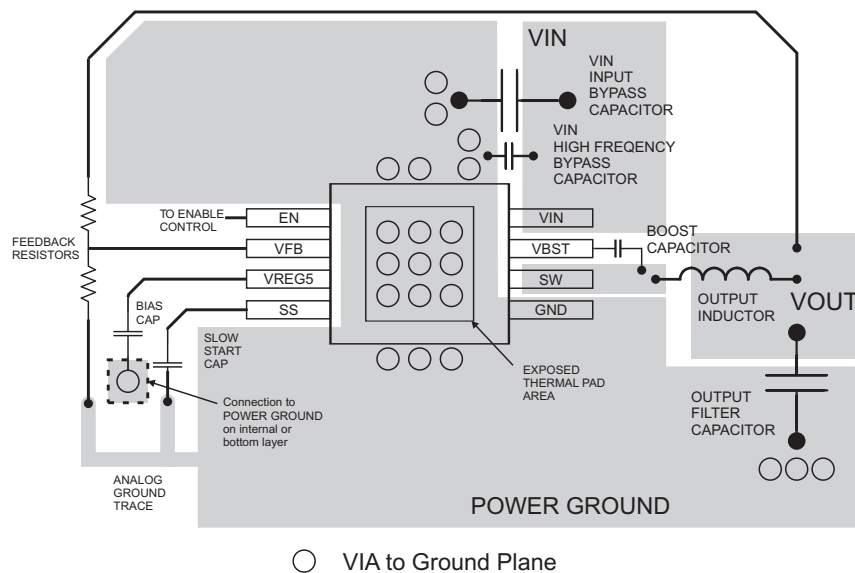 VIN
VIN
INPUT
BYPASS
CAPACITOR
VIN
HIGH FREQENCY
BYPASS
CAPACITOR
TO ENABLE
CONTROL
EN
VIN
FEEDBACK
RESISTORS
VFB
VBST
BOOST
CAPACITOR
VREG5
SW
SS
GND
OUTPUT
INDUCTOR
VOUT
BIAS
CAP
SLOW
START
CAP
EXPOSED
THERMAL PAD
AREA
Connection to
POWER GROUND
on internal or
bottom layer
OUTPUT
FILTER
CAPACITOR
ANALOG
GROUND
TRACE
POWER GROUND
VIA to Ground Plane